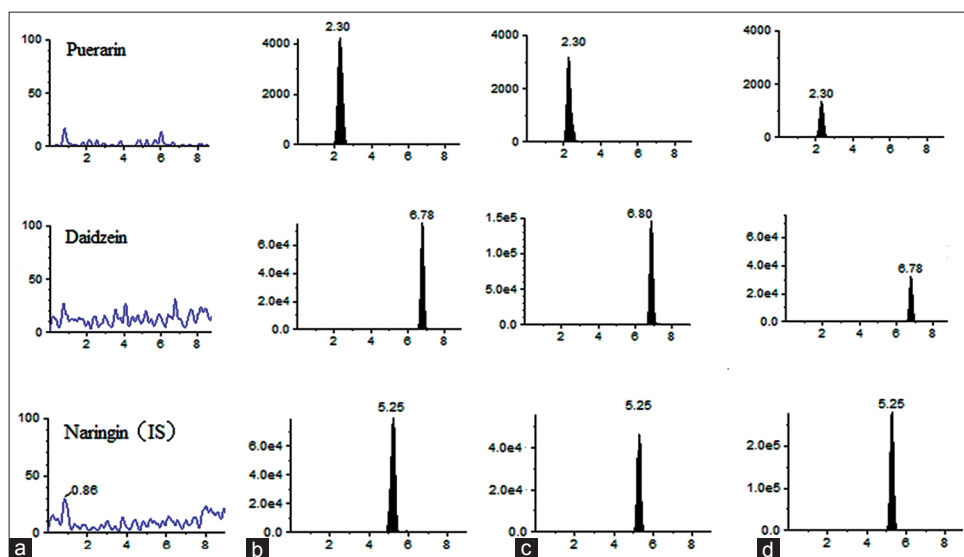 Puerarin
100
50
0
2 4 6 8
2.30
4000
2000
0
2 4 6 8
2.30
4000
2000
0
2 4 6 8
2.30
4000
2000
0
2 4 6 8
Daidzein
100
50
0
2 4 6 8
6.78
6.0e4
4.0e4
2.0e4
0.0
2 4 6 8
6.80
1.5e5
1.0e5
5.0e4
0.0
2 4 6 8
6.78
6.0e4
4.0e4
2.0e4
0.0
2 4 6 8
Naringin (IS)
0.86
100
50
0
2 4 6 8
5.25
8.0e4
6.0e4
4.0e4
2.0e4
0.0
2 4 6 8
5.25
4.0e4
2.0e4
0.0
2 4 6 8
5.25
2.0e5
1.0e5
0.0
2 4 6 8
a b c d